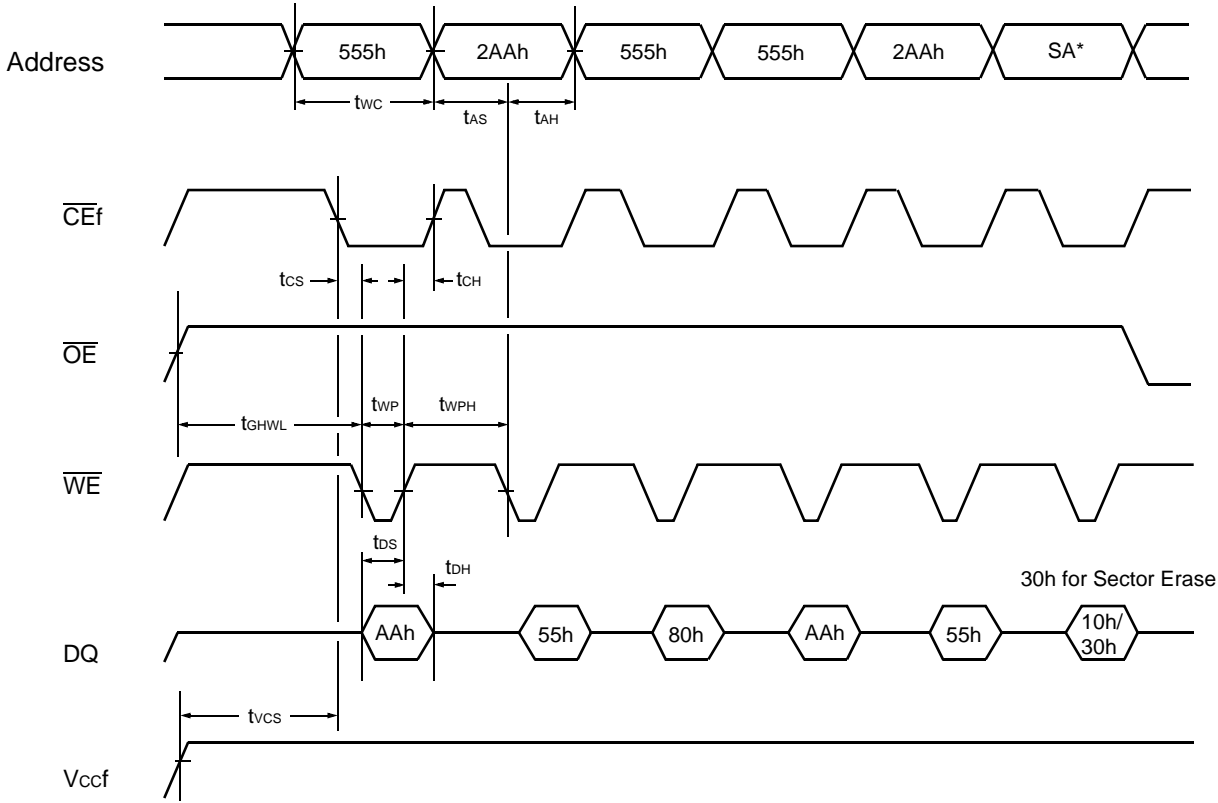 Address 555h 2AAh 555h 555h 2AAh SA*
tWC tAS tAH
CEf
tCS tCH
OE
tGHWL tWP tWPH
WE
tDS
tDH
30h for Sector Erase
DQ AAh 55h 80h AAh 55h 10h/
30h
tVCS
VCCf